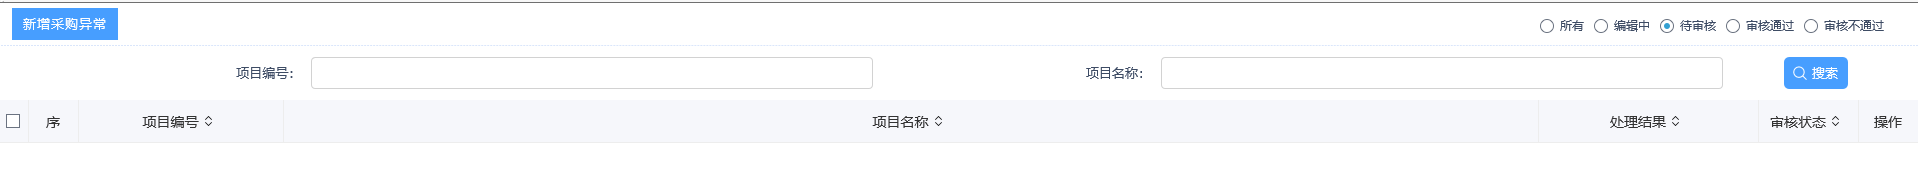 新增采购异常 所有 编辑中 待审核 审核通过 审核不通过
项目编号： 项目名称： 搜索
序 项目编号 项目名称 处理结果 审核状态 操作